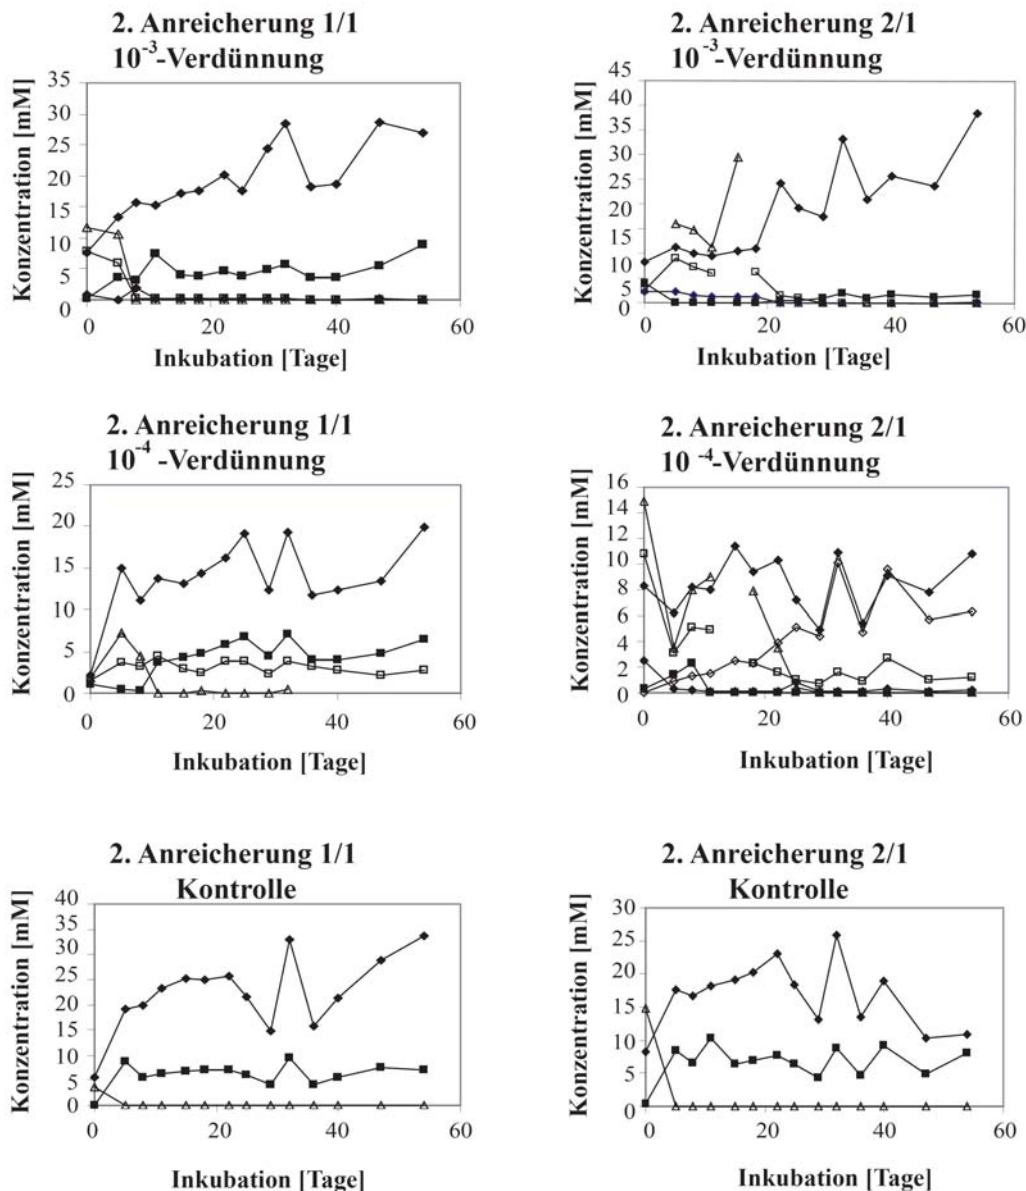 2. Anreicherung 1/1
10-3-Verdünnung
Konzentration [mM]
35
30
25
20
15
10
5
0
0 20 40 60
Inkubation [Tage]
2. Anreicherung 2/1
10-3-Verdünnung
Konzentration [mM]
45
35
30
25
20
15
10
5
0
0 20 40 60
Inkubation [Tage]
2. Anreicherung 1/1
10-4 -Verdünnung
Konzentration [mM]
25
20
15
10
5
0
0 20 40 60
Inkubation [Tage]
2. Anreicherung 2/1
10 -4-Verdünnung
Konzentration [mM]
16
14
12
10
8
6
4
2
0
0 20 40 60
Inkubation [Tage]
2. Anreicherung 1/1
Kontrolle
Konzentration [mM]
40
35
30
25
20
15
10
5
0
0 20 40 60
Inkubation [Tage]
2. Anreicherung 2/1
Kontrolle
Konzentration [mM]
30
25
20
15
10
5
0
0 20 40 60
Inkubation [Tage]